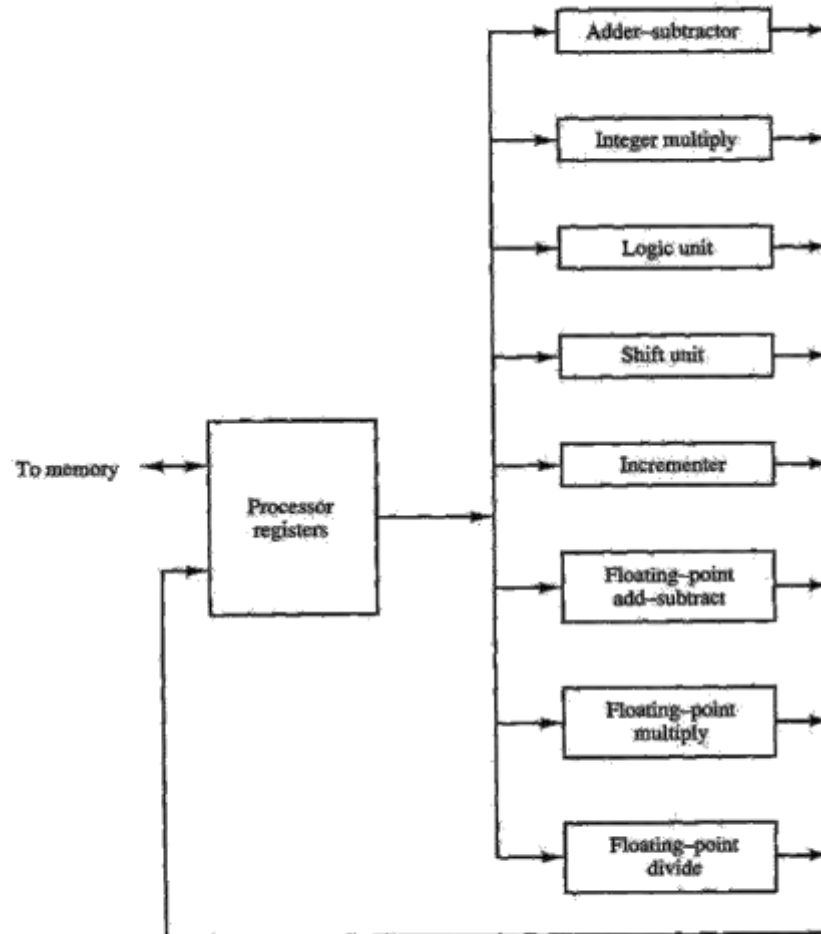 Adder–subtractor
Integer multiply
Logic unit
Shift unit
To memory
Processor
registers
Incrementer
Floating–point
add–subtract
Floating–point
multiply
Floating–point
divide